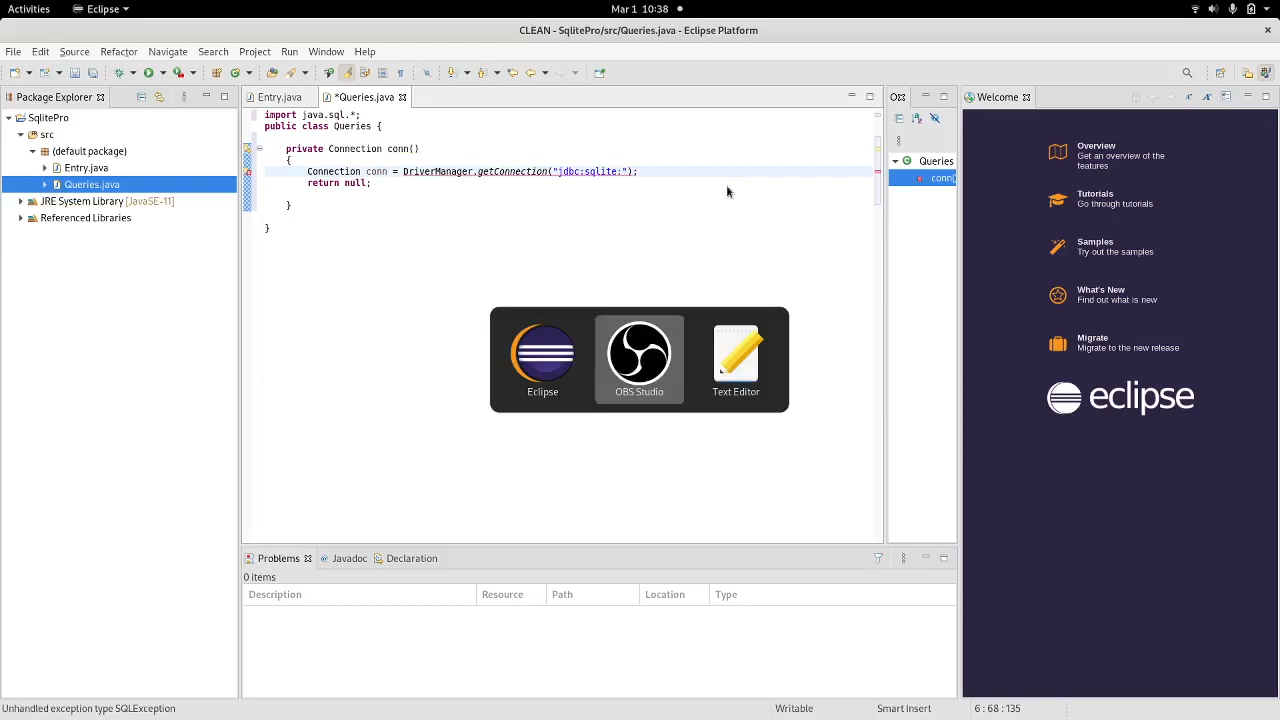 Activities
Eclipse
Mar 1 10:38
CLEAN - SqlitePro/src/Queries.java - Eclipse Platform
File Edit Source Refactor Navigate Search Project Run Window Help
Package Explorer
Entry.java
*Queries.java
Welcome
SqlitePro
src
(default package)
Entry.java
Queries.java
JRE System Library [JavaSE-11]
Referenced Libraries
import java.sql.*;
public class Queries {
private Connection conn()
{
Connection conn = DriverManager.getConnection("jdbc:sqlite:");
return null;
}
}
Queries
conn()
Overview
Get an overview of the
features
Tutorials
Go through tutorials
Samples
Try out the samples
What's New
Find out what is new
Migrate
Migrate to the new release
eclipse
Eclipse
OBS Studio
Text Editor
Problems
Javadoc
Declaration
0 items
Description Resource Path Location Type
Unhandled exception type SQLException
Writable
Smart Insert
6 : 68 : 135